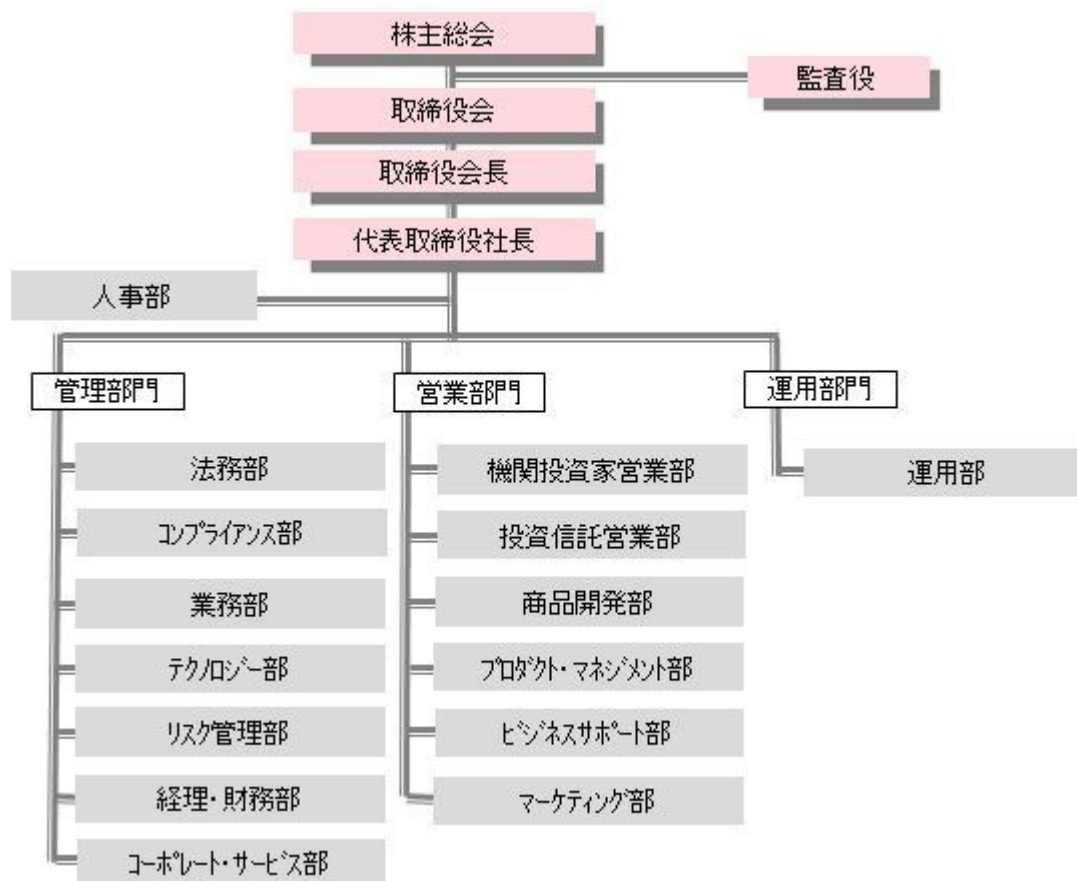 株主総会
監査役
取締役会
取締役会長
代表取締役社長
人事部
管理部門
法務部
ｺﾝﾌﾟﾗｲｱﾝｽ部
業務部
ﾃｸﾉﾛｼﾞｰ部
ﾘｽｸ管理部
経理・財務部
ｺｰﾎﾟﾚｰﾄ・ｻｰﾋﾞｽ部
営業部門
機関投資家営業部
投資信託営業部
商品開発部
ﾌﾟﾛﾀﾞｸﾄ・ﾏﾈｼﾞﾒﾝﾄ部
ﾋﾞｼﾞﾈｽｻﾎﾟｰﾄ部
ﾏｰｹﾃｨﾝｸﾞ部
運用部門
運用部